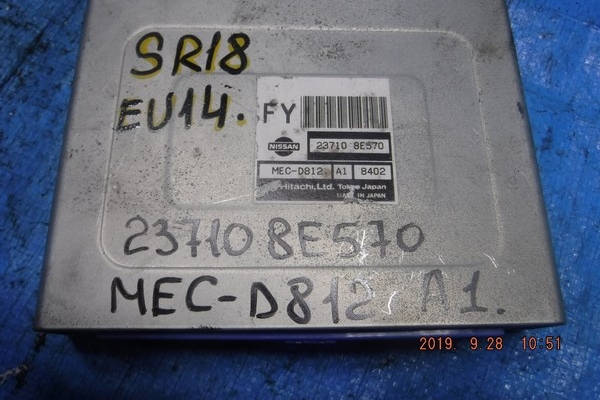 SR18
EU14.
FY
NISSAN
23710 8E570
MEC-D812 A1 8402
Hitachi, Ltd. Tokyo Japan
MADE IN JAPAN
23710 8E570
MEC-D812 A1.
2019. 9.28 10:51